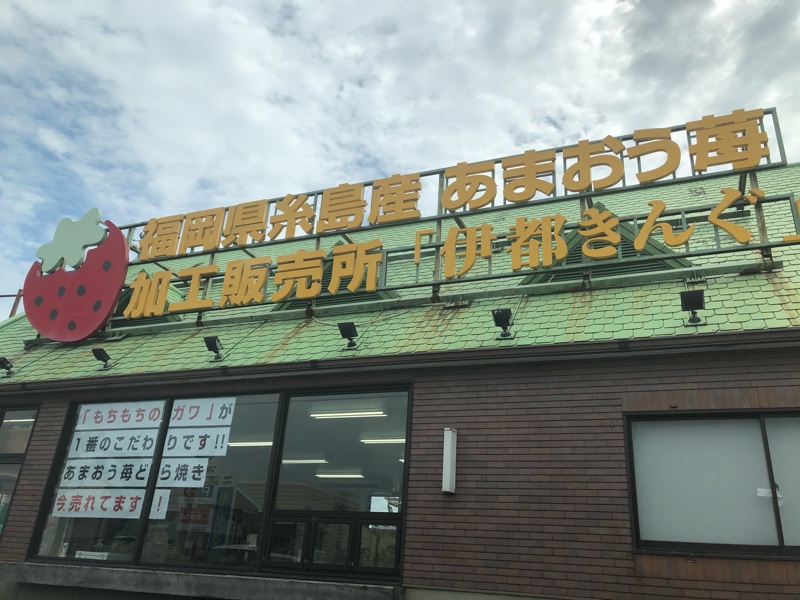 福岡県糸島産 あまおう苺
加工販売所「伊都きんぐ」
「もちもちのガワ」が
1番のこだわりです!!
あまおう苺どら焼き
今売れてます!!